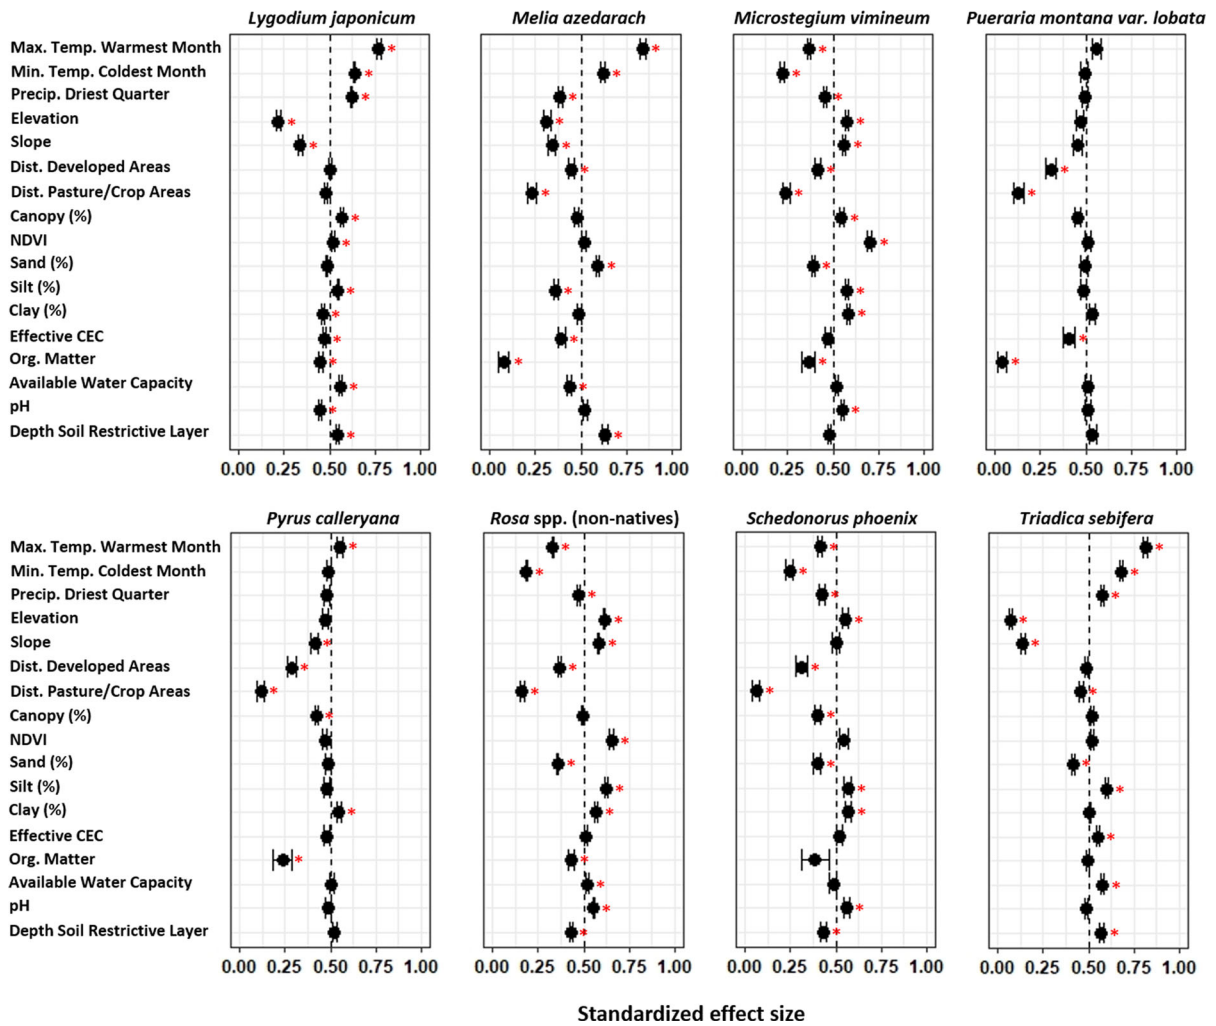 Lygodium japonicum Melia azedarach Microstegium vimineum Pueraria montana var. lobata
Max. Temp. Warmest Month
Min. Temp. Coldest Month
Precip. Driest Quarter
Elevation
Slope
Dist. Developed Areas
Dist. Pasture/Crop Areas
Canopy (%)
NDVI
Sand (%)
Silt (%)
Clay (%)
Effective CEC
Org. Matter
Available Water Capacity
pH
Depth Soil Restrictive Layer
0.00 0.25 0.50 0.75 1.00 0.00 0.25 0.50 0.75 1.00 0.00 0.25 0.50 0.75 1.00 0.00 0.25 0.50 0.75 1.00
Pyrus calleryana Rosa spp. (non-natives) Schedonorus phoenix Triadica sebifera
Max. Temp. Warmest Month
Min. Temp. Coldest Month
Precip. Driest Quarter
Elevation
Slope
Dist. Developed Areas
Dist. Pasture/Crop Areas
Canopy (%)
NDVI
Sand (%)
Silt (%)
Clay (%)
Effective CEC
Org. Matter
Available Water Capacity
pH
Depth Soil Restrictive Layer
0.00 0.25 0.50 0.75 1.00 0.00 0.25 0.50 0.75 1.00 0.00 0.25 0.50 0.75 1.00 0.00 0.25 0.50 0.75 1.00
Standardized effect size